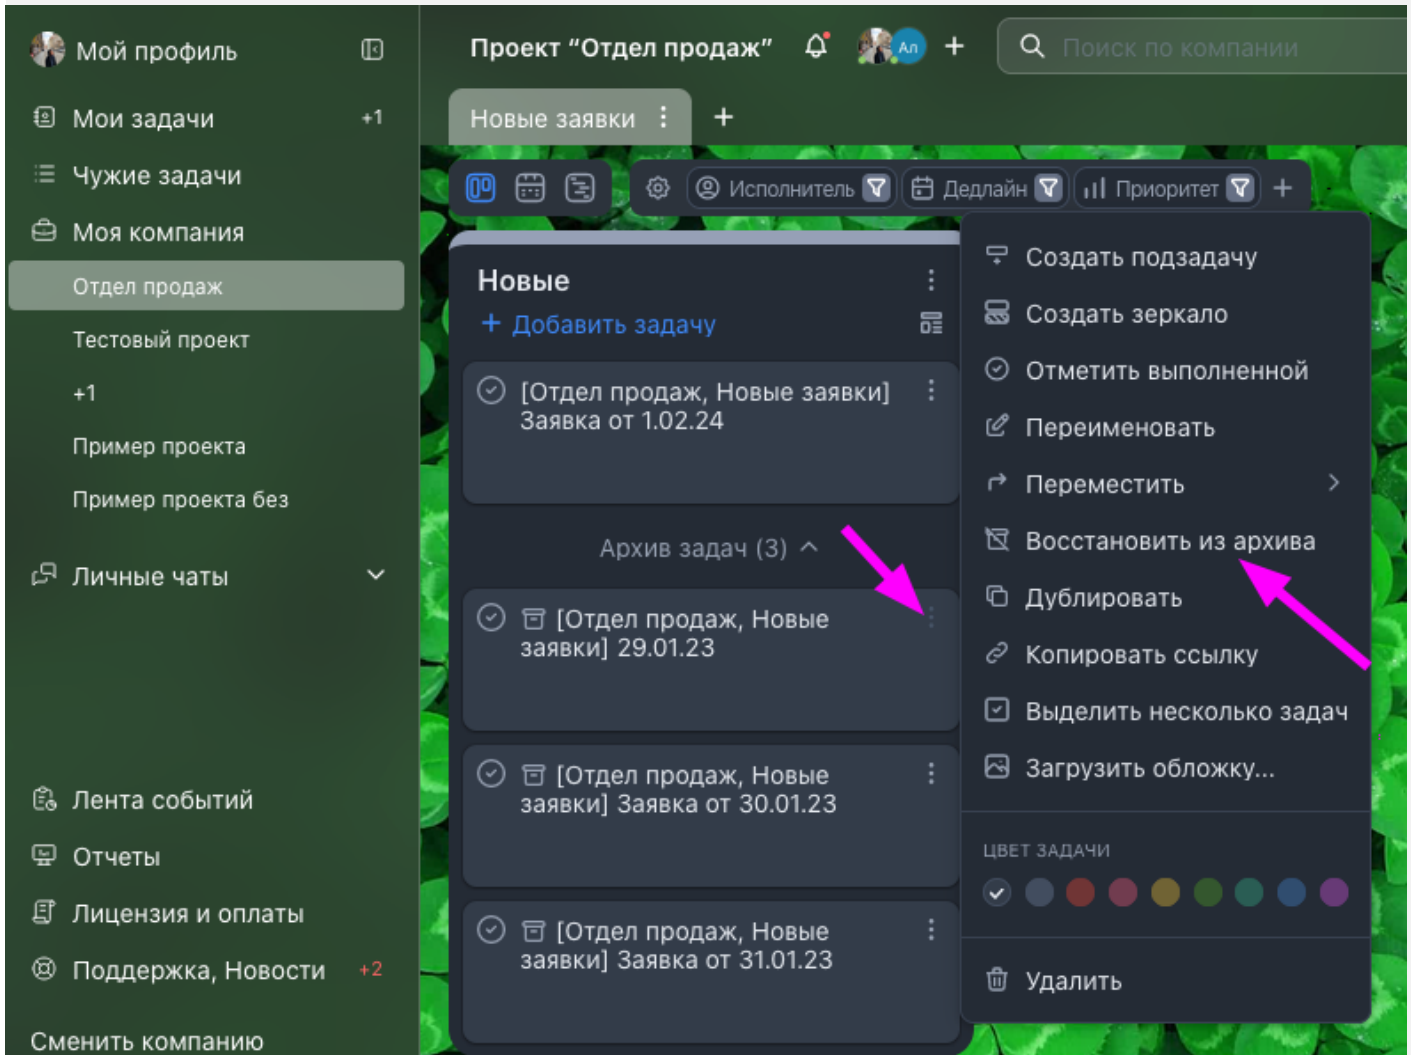 Мой профиль
Мои задачи +1
Чужие задачи
Моя компания
Отдел продаж
Тестовый проект
+1
Пример проекта
Пример проекта без
Личные чаты
Лента событий
Отчеты
Лицензия и оплаты
Поддержка, Новости +2
Сменить компанию
Проект “Отдел продаж”
Ал
Поиск по компании
Новые заявки
Исполнитель
Дедлайн
Приоритет
Новые
Добавить задачу
[Отдел продаж, Новые заявки]
Заявка от 1.02.24
Архив задач (3)
[Отдел продаж, Новые
заявки] 29.01.23
[Отдел продаж, Новые
заявки] Заявка от 30.01.23
[Отдел продаж, Новые
заявки] Заявка от 31.01.23
Создать подзадачу
Создать зеркало
Отметить выполненной
Переименовать
Переместить
Восстановить из архива
Дублировать
Копировать ссылку
Выделить несколько задач
Загрузить обложку...
ЦВЕТ ЗАДАЧИ
Удалить